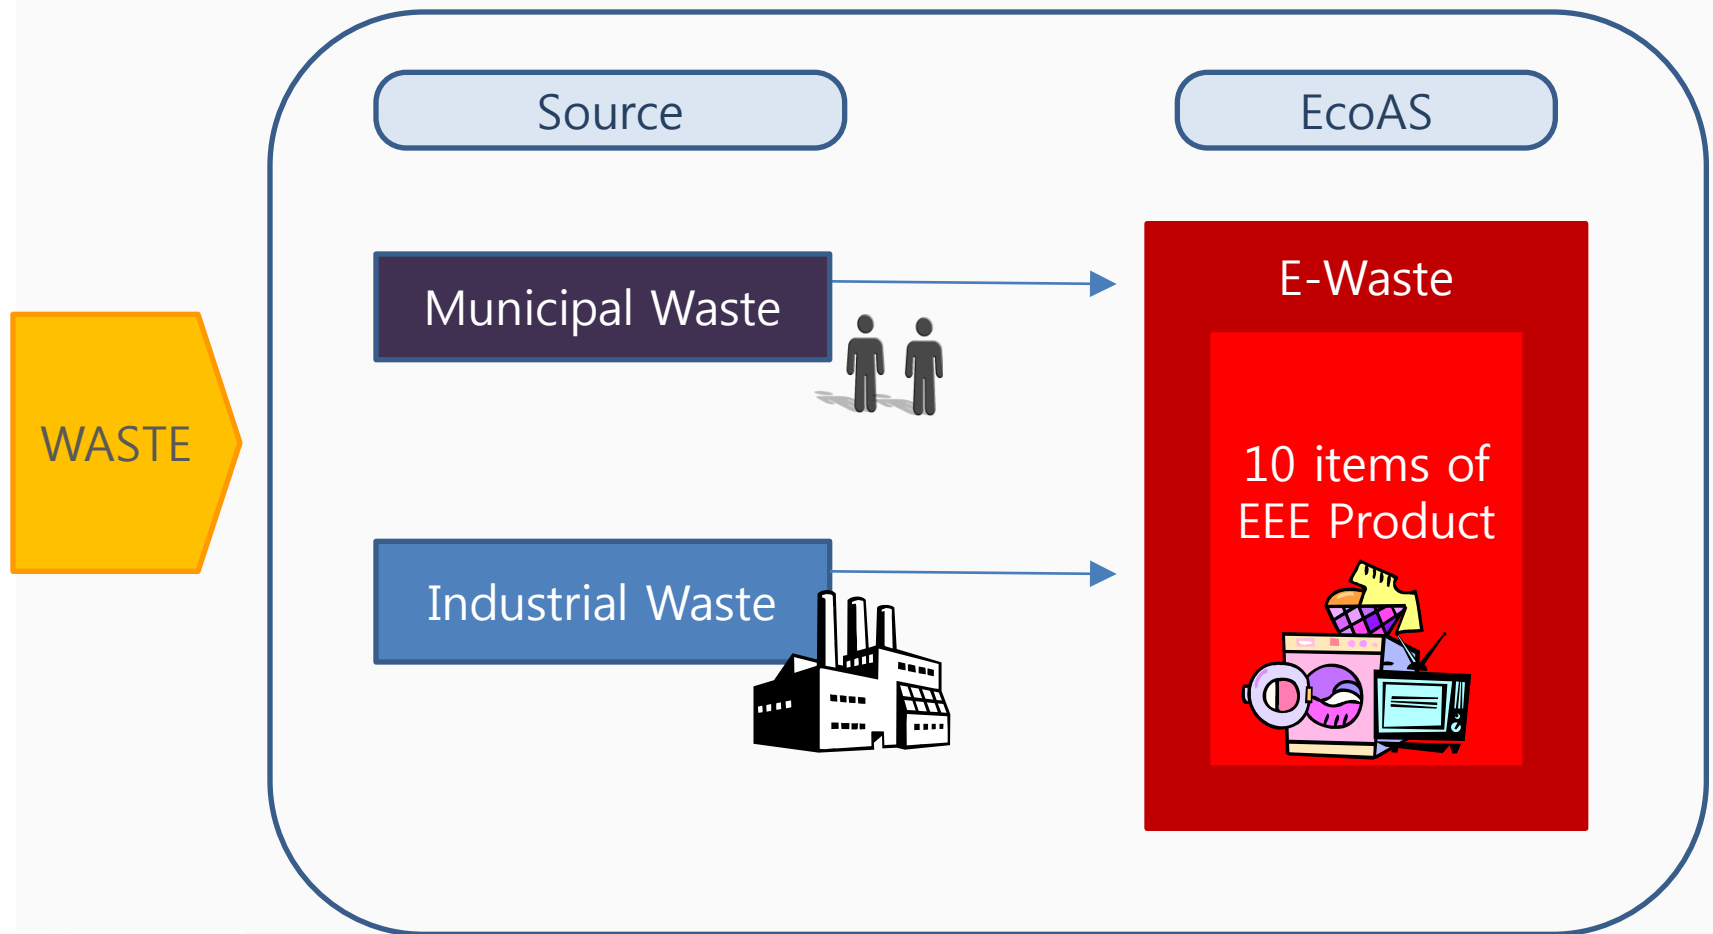 Source
EcoAS
WASTE
Municipal Waste
Industrial Waste
E-Waste
10 items of
EEE Product